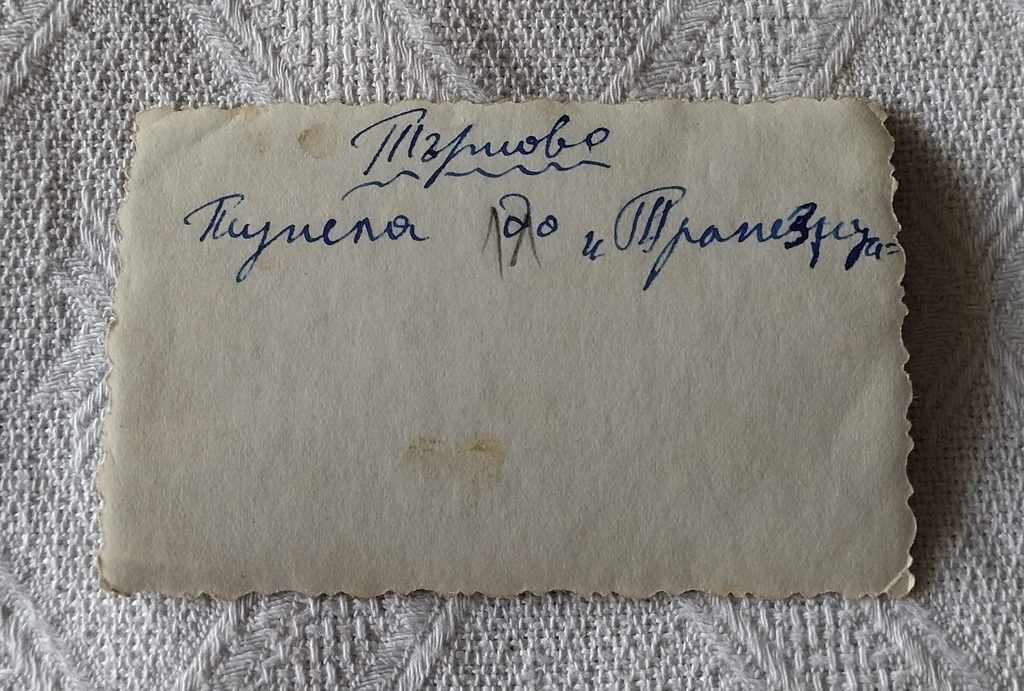 Търново
Тунела до „Трапезица"